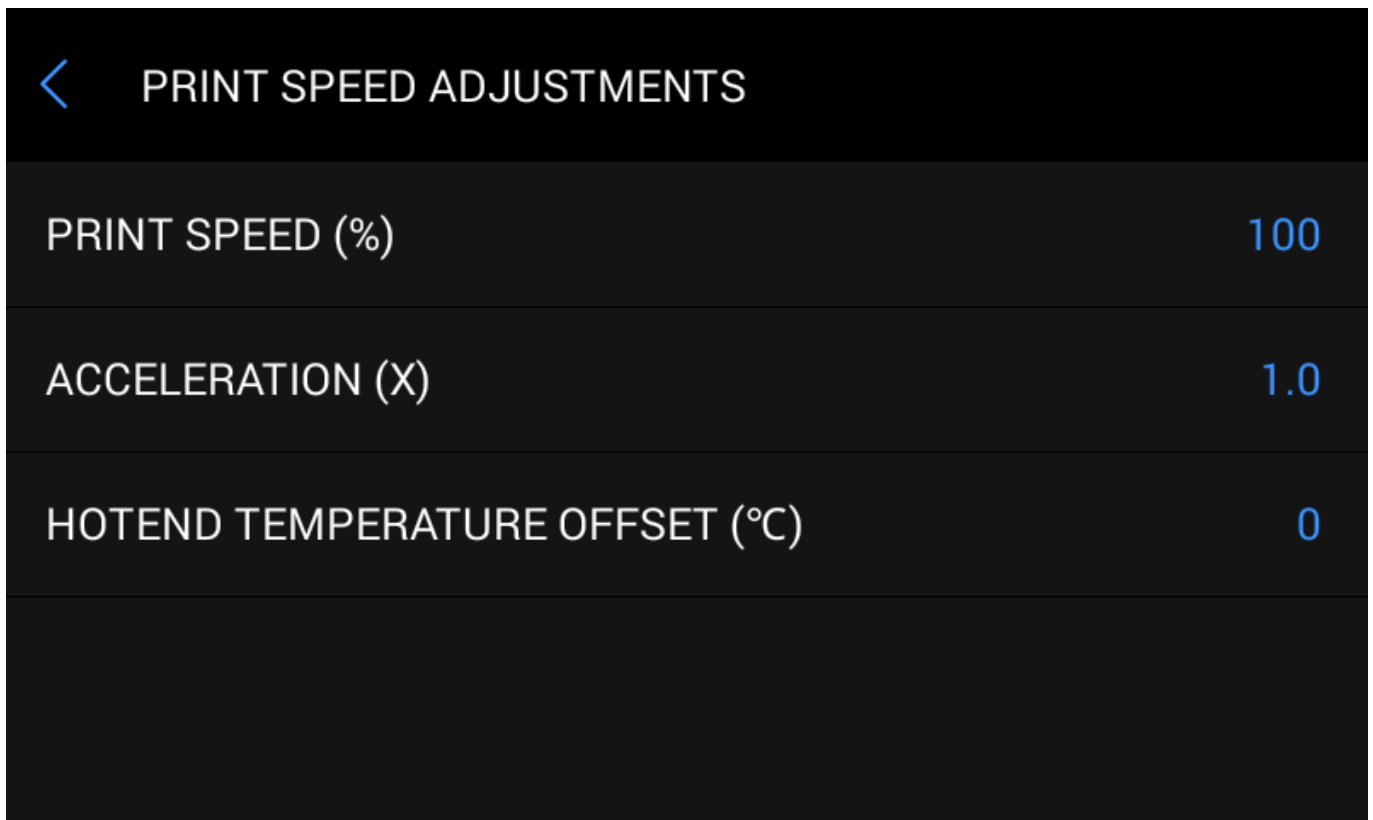 PRINT SPEED ADJUSTMENTS
PRINT SPEED (%) 100
ACCELERATION (X) 1.0
HOTEND TEMPERATURE OFFSET (℃) 0